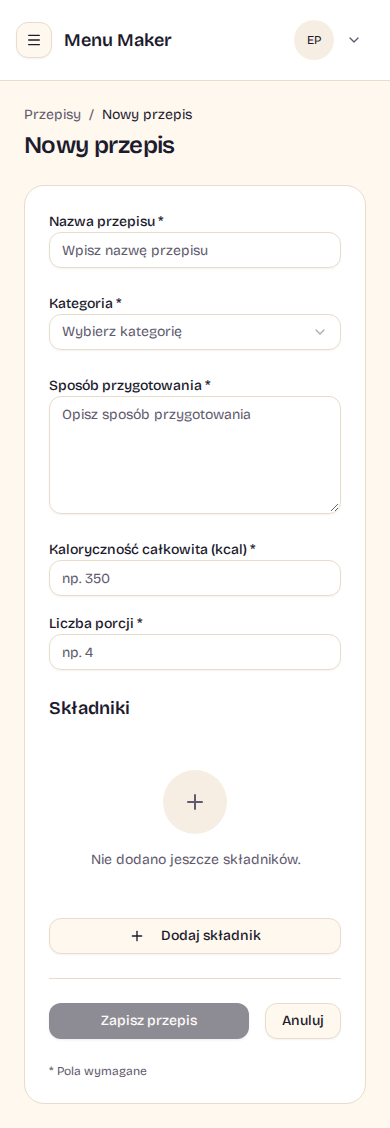 Menu Maker
EP
Przepisy / Nowy przepis
Nowy przepis
Nazwa przepisu *
Wpisz nazwę przepisu
Kategoria *
Wybierz kategorię
Sposób przygotowania *
Opisz sposób przygotowania
Kaloryczność całkowita (kcal) *
np. 350
Liczba porcji *
np. 4
Składniki
Nie dodano jeszcze składników.
Dodaj składnik
Zapisz przepis
Anuluj
* Pola wymagane